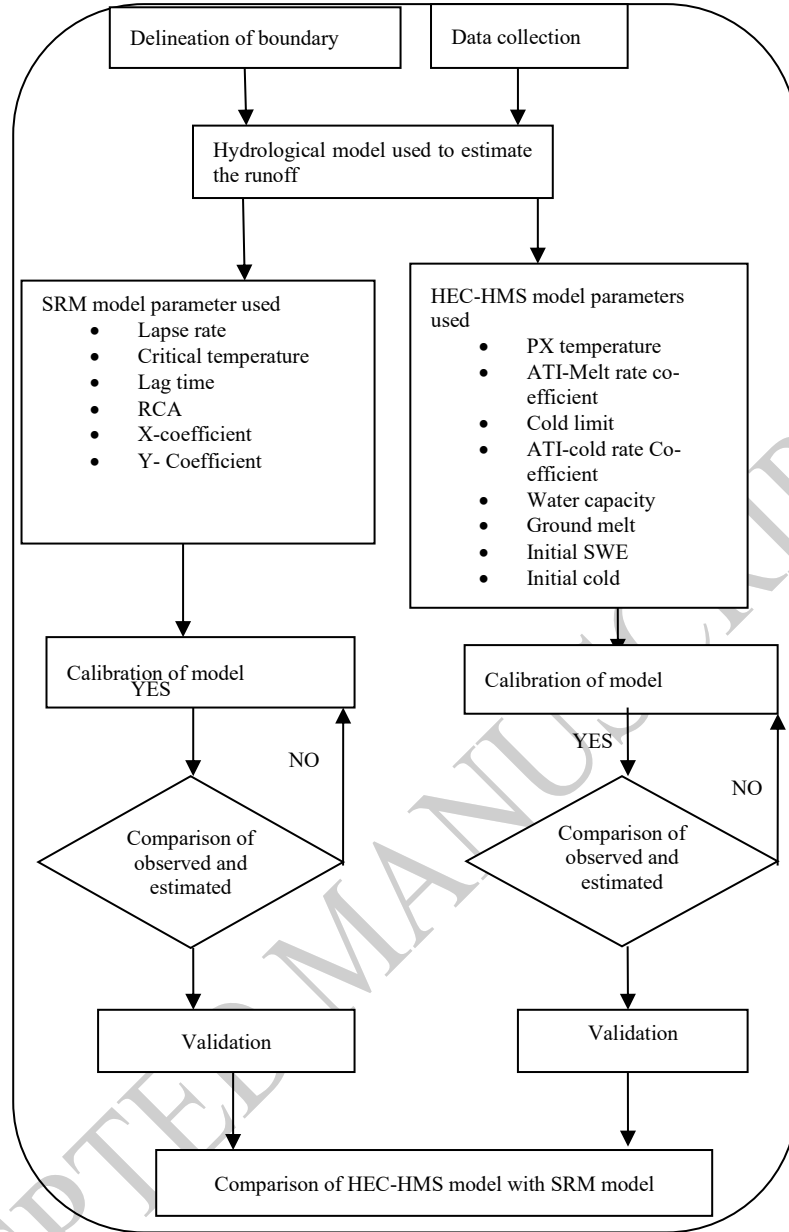 Delineation of boundary
Data collection
Hydrological model used to estimate
the runoff
SRM model parameter used
• Lapse rate
• Critical temperature
• Lag time
• RCA
• X-coefficient
• Y- Coefficient
HEC-HMS model parameters
used
• PX temperature
• ATI-Melt rate co-
efficient
• Cold limit
• ATI-cold rate Co-
efficient
• Water capacity
• Ground melt
• Initial SWE
• Initial cold
Calibration of model
YES
NO
Comparison of
observed and
estimated
Validation
Calibration of model
YES
NO
Comparison of
observed and
estimated
Validation
Comparison of HEC-HMS model with SRM model